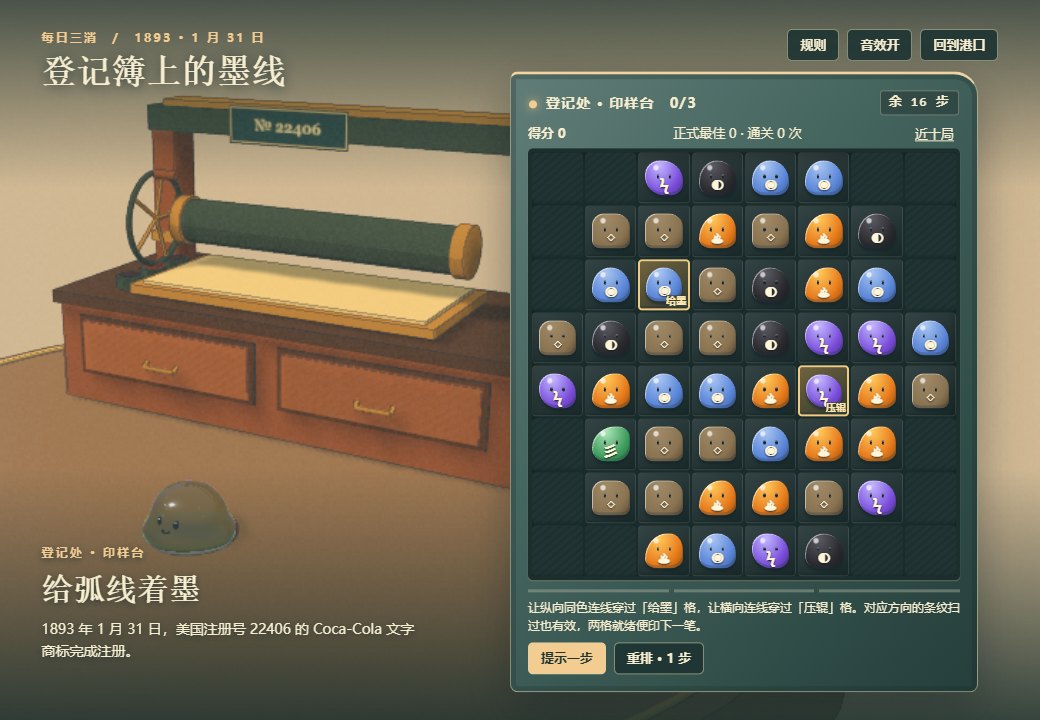 每日三消 / 1893 · 1 月 31 日
登记簿上的墨线
规则
音效开
回到港口
№ 22406
登记处 · 印样台 0/3
余 16 步
得分 0
正式最佳 0 · 通关 0 次
近十局
给墨
压辊
登记处 · 印样台
给弧线着墨
1893 年 1 月 31 日，美国注册号 22406 的 Coca-Cola 文字
商标完成注册。
让纵向同色连线穿过「给墨」格，让横向连线穿过「压辊」格。对应方向的条纹扫
过也有效，两格就绪便印下一笔。
提示一步
重排 · 1 步